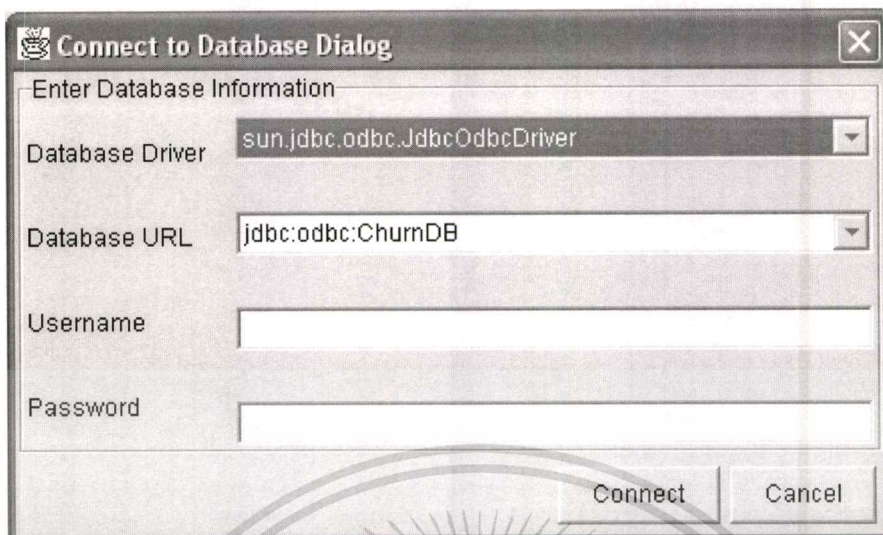 Connect to Database Dialog
Enter Database Information
Database Driver sun.jdbc.odbc.JdbcOdbcDriver
Database URL jdbc:odbc:ChurnDB
Username
Password
Connect Cancel